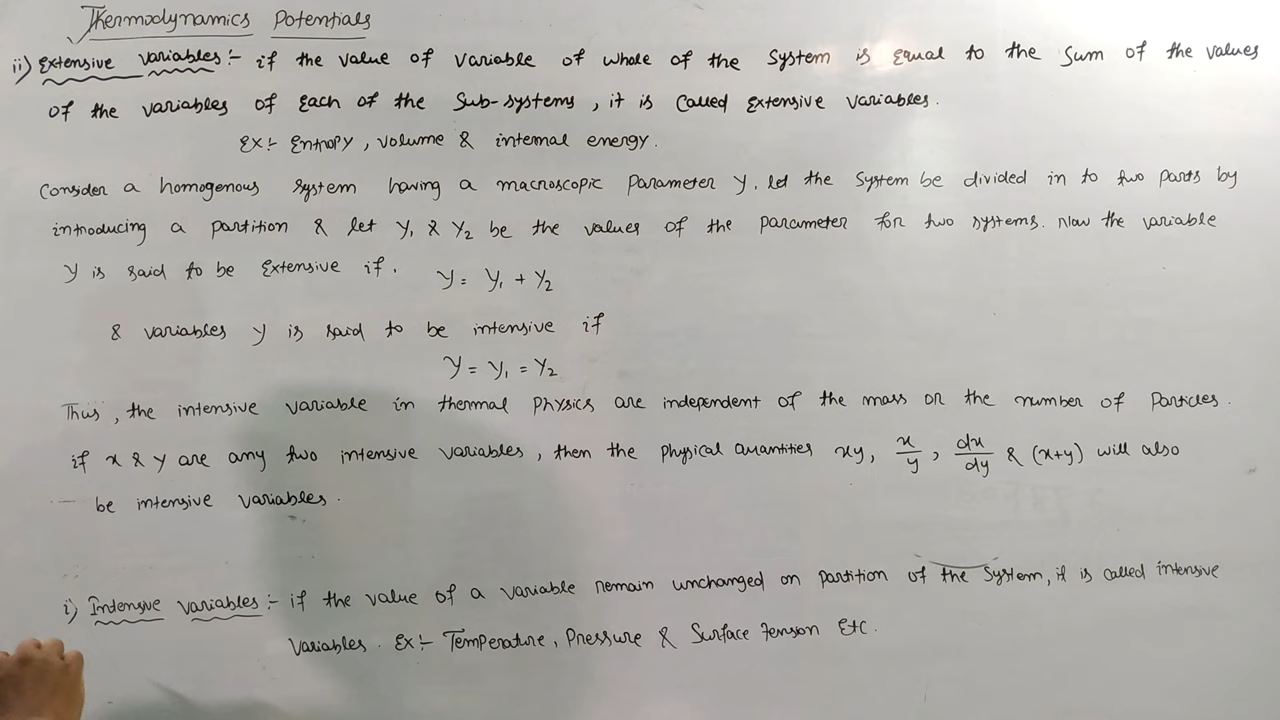 Thermodynamics Potentials
ii) Extensive variables :- if the value of variable of whole of the System is Equal to the Sum of the values
of the variables of Each of the Sub-systems, it is Called Extensive variables.
Ex:- Entropy, volume & internal energy.
Consider a homogenous system having a macroscopic Parameter y. let the System be divided in to two parts by
introducing a partition & let y₁ & y₂ be the values of the parameter for two systems. Now the variable
y is said to be Extensive if. y = y₁ + y₂
& variables y is said to be intensive if
y = y₁ = y₂
Thus, the intensive variable in thermal Physics are independent of the mass or the number of Particles.
if x & y are any two intensive variables, then the physical Quantities xy, x/y, dx/dy & (x+y) will also
be intensive variables.
i) Intensive variables :- if the value of a variable remain unchanged on partition of the System, it is called intensive
Variables. Ex:- Temperature, Pressure & Surface tension Etc.